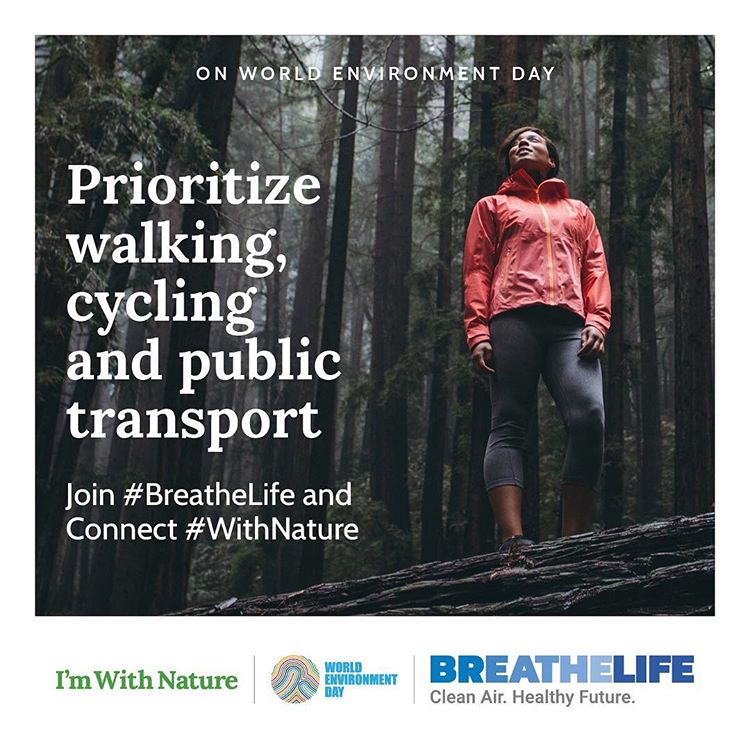 ON WORLD ENVIRONMENT DAY
Prioritize
walking,
cycling
and public
transport
Join #BreatheLife and
Connect #WithNature
I'm With Nature
WORLD
ENVIRONMENT
DAY
BREATHELIFE
Clean Air. Healthy Future.